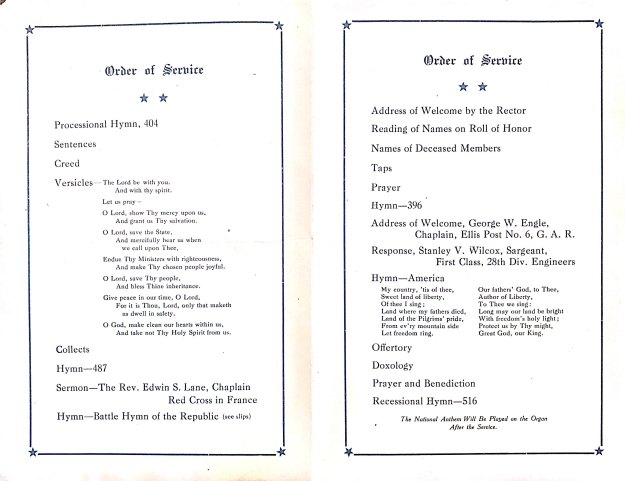 Order of Service
Processional Hymn, 404
Sentences
Creed
Versicles—The Lord be with you.
And with thy spirit.
Let us pray—
O Lord, show Thy mercy upon us,
And grant us Thy salvation.
O Lord, save the State,
And mercifully hear us when
we call upon Thee,
Endue Thy Ministers with righteousness,
And make Thy chosen people joyful.
O Lord, save Thy people,
And bless Thine inheritance.
Give peace in our time, O Lord,
For it is Thou, Lord, only that maketh
us dwell in safety.
O God, make clean our hearts within us,
And take not Thy Holy Spirit from us.
Collects
Hymn—487
Sermon—The Rev. Edwin S. Lane, Chaplain
Red Cross in France
Hymn—Battle Hymn of the Republic (see slips)
Order of Service
Address of Welcome by the Rector
Reading of Names on Roll of Honor
Names of Deceased Members
Taps
Prayer
Hymn—396
Address of Welcome, George W. Engle,
Chaplain, Ellis Post No. 6, G. A. R.
Response, Stanley V. Wilcox, Sargeant,
First Class, 28th Div. Engineers
Hymn—America
My country, 'tis of thee,
Sweet land of liberty,
Of thee I sing;
Land where my fathers died,
Land of the Pilgrims' pride,
From ev'ry mountain side
Let freedom ring.
Our fathers' God, to Thee,
Author of Liberty,
To Thee we sing:
Long may our land be bright
With freedom's holy light;
Protect us by Thy might,
Great God, our King.
Offertory
Doxology
Prayer and Benediction
Recessional Hymn—516
The National Anthem Will Be Played on the Organ
After the Service.